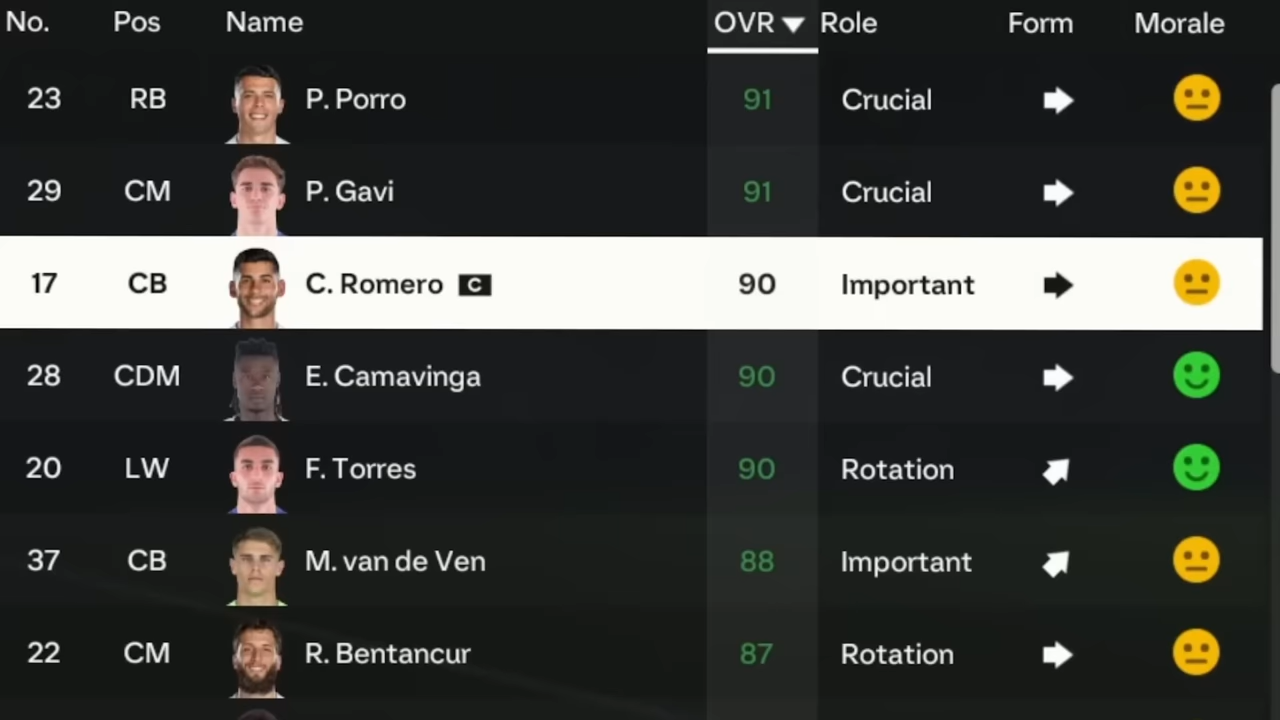 No. Pos Name OVR Role Form Morale
23 RB P. Porro 91 Crucial
29 CM P. Gavi 91 Crucial
17 CB C. Romero C 90 Important
28 CDM E. Camavinga 90 Crucial
20 LW F. Torres 90 Rotation
37 CB M. van de Ven 88 Important
22 CM R. Bentancur 87 Rotation